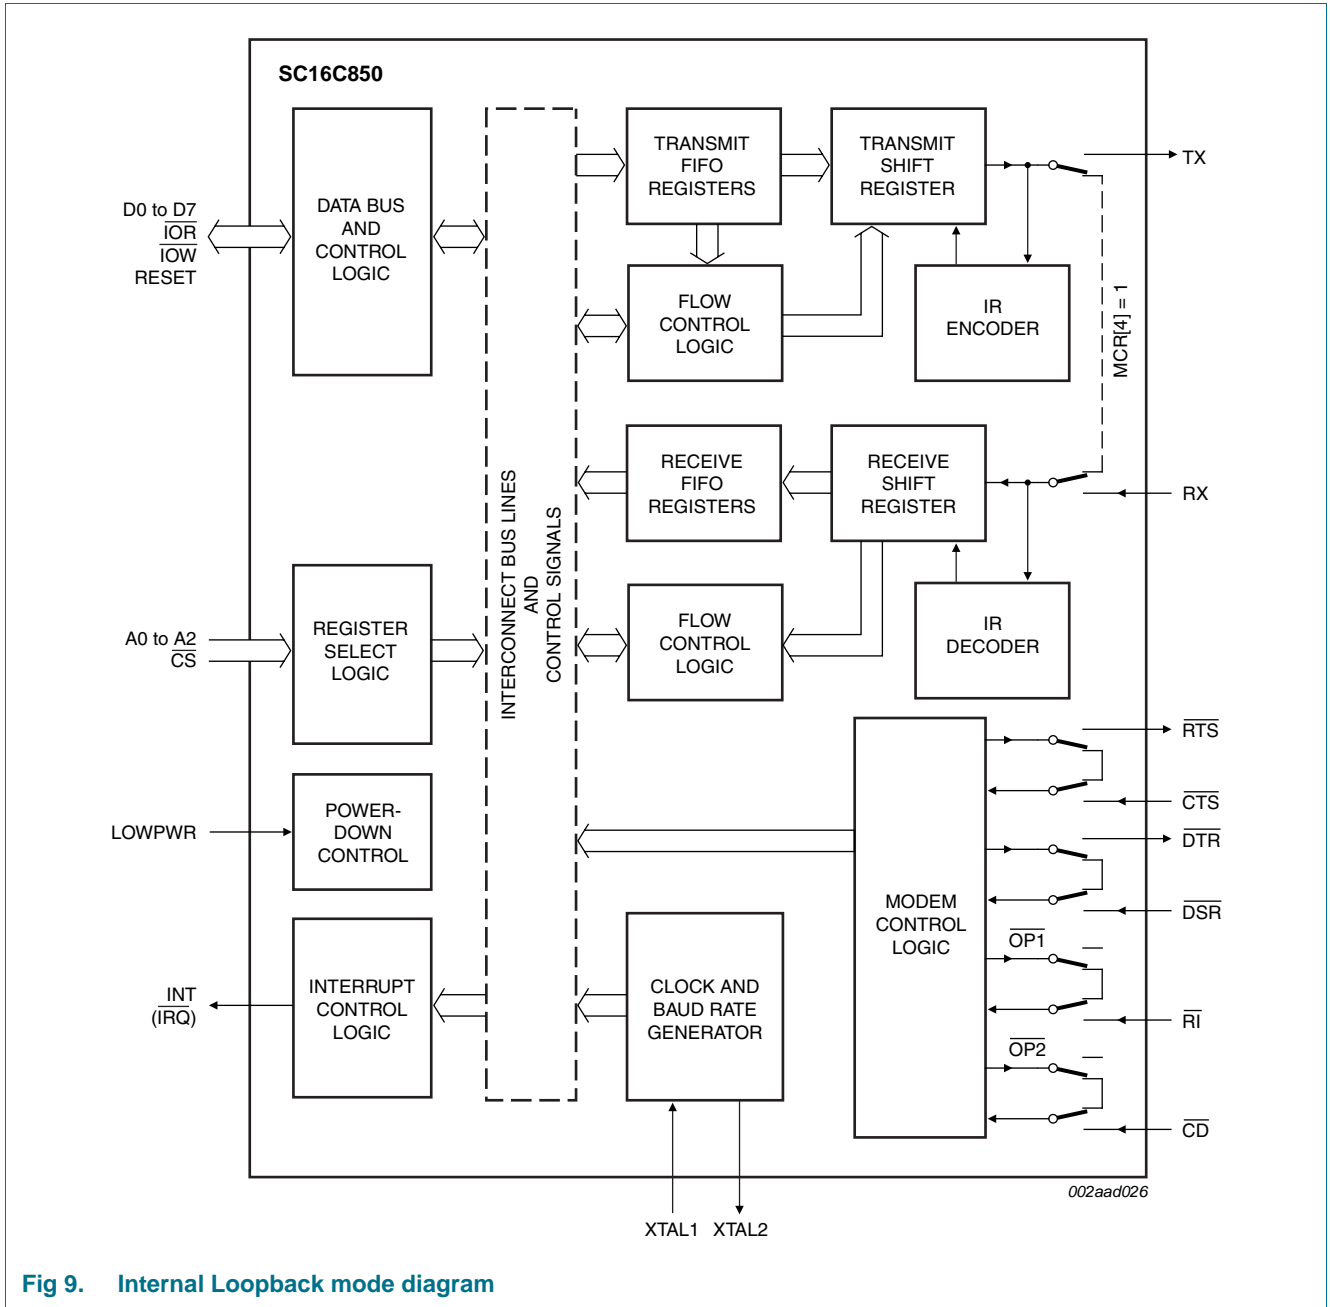 SC16C850
D0 to D7
IOR
IOW
RESET
DATA BUS
AND
CONTROL
LOGIC
A0 to A2
CS
REGISTER
SELECT
LOGIC
LOWPWR
POWER-
DOWN
CONTROL
INT
(IRQ)
INTERRUPT
CONTROL
LOGIC
INTERCONNECT BUS LINES
AND
CONTROL SIGNALS
TRANSMIT
FIFO
REGISTERS
TRANSMIT
SHIFT
REGISTER
TX
FLOW
CONTROL
LOGIC
IR
ENCODER
MCR[4] = 1
RECEIVE
FIFO
REGISTERS
RECEIVE
SHIFT
REGISTER
RX
FLOW
CONTROL
LOGIC
IR
DECODER
CLOCK AND
BAUD RATE
GENERATOR
MODEM
CONTROL
LOGIC
RTS
CTS
DTR
DSR
OP1
RI
OP2
CD
XTAL1 XTAL2
002aad026
Fig 9. Internal Loopback mode diagram